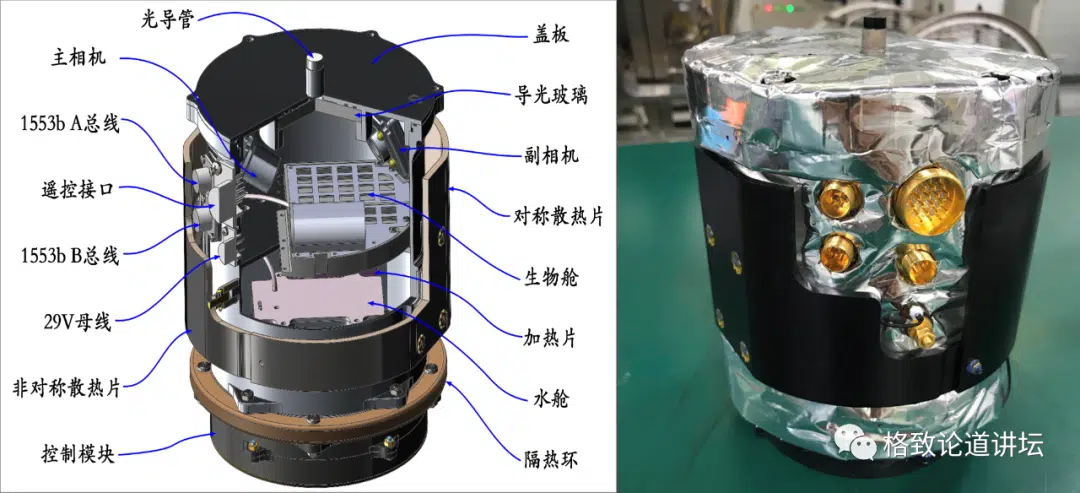 光导管
盖板
主相机
导光玻璃
1553b A总线
副相机
遥控接口
对称散热片
1553b B总线
生物舱
29V母线
加热片
非对称散热片
水舱
控制模块
隔热环
格致论道讲坛